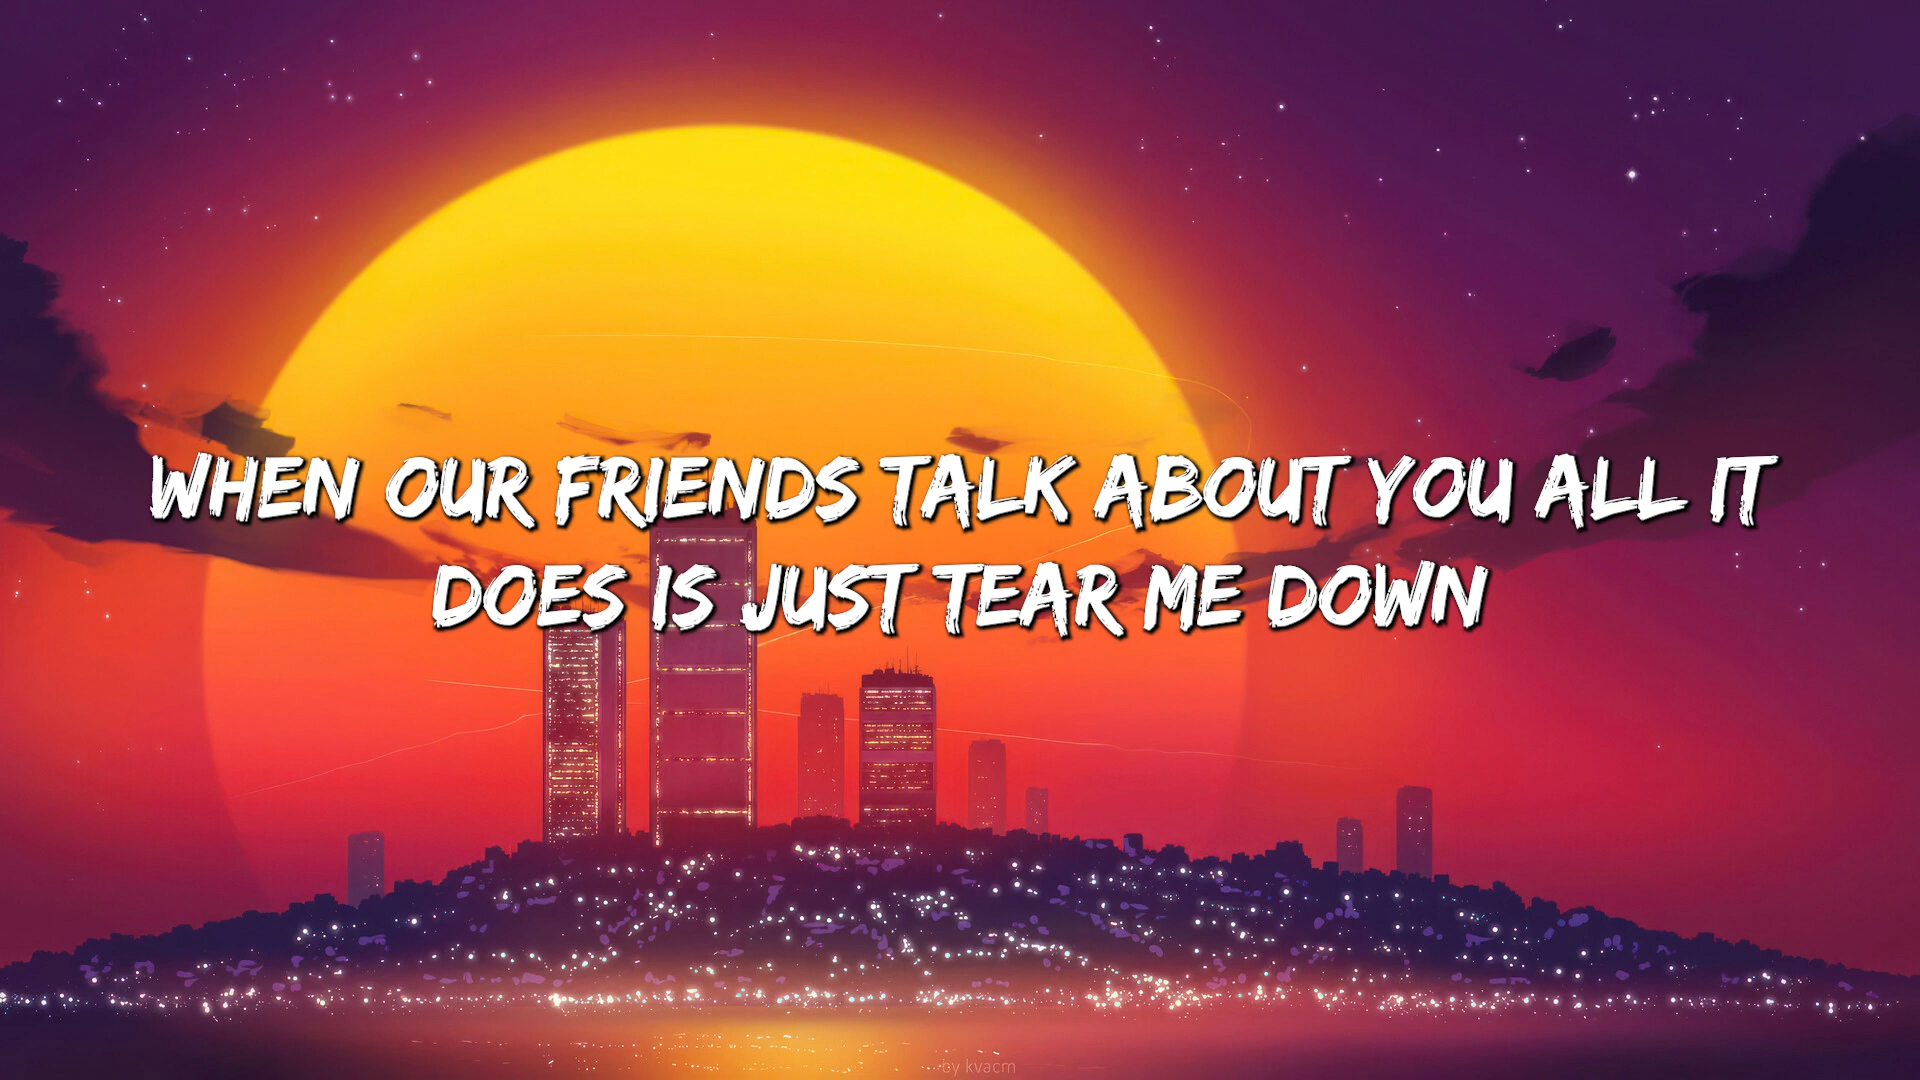 WHEN OUR FRIENDS TALK ABOUT YOU ALL IT
DOES IS JUST TEAR ME DOWN
by kvacm